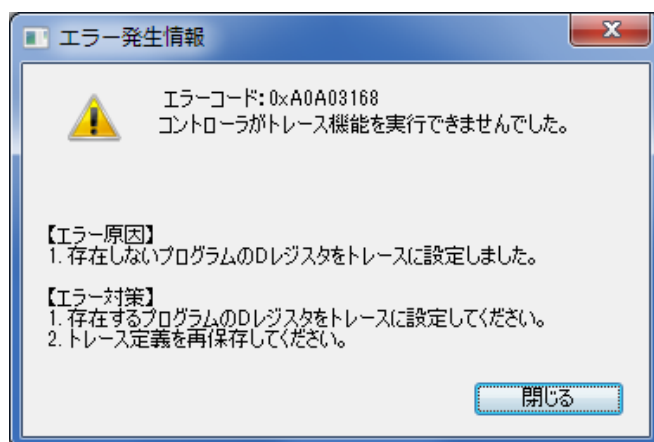 エラー発生情報
エラーコード:0xA0A03168
コントローラがトレース機能を実行できませんでした。
【エラー原因】
1. 存在しないプログラムのDレジスタをトレースに設定しました。
【エラー対策】
1. 存在するプログラムのDレジスタをトレースに設定してください。
2. トレース定義を再保存してください。
閉じる